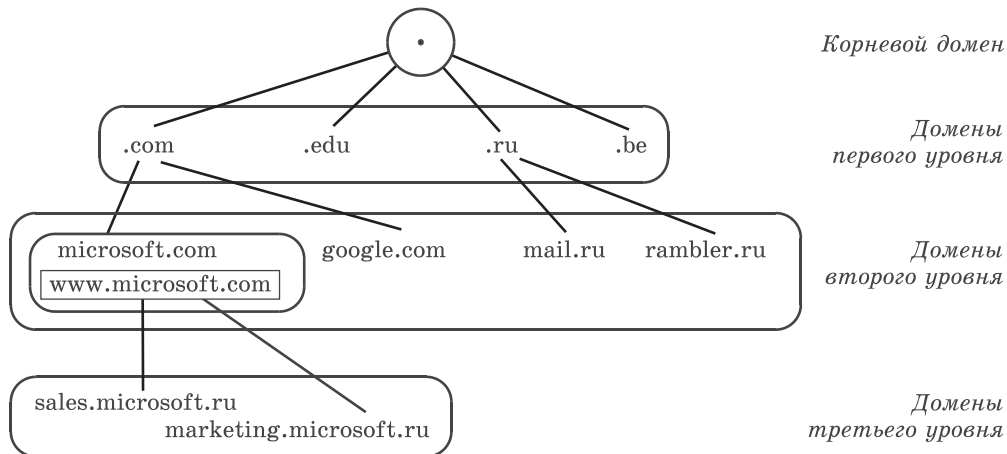 Корневой домен
.com .edu .ru .be
Домены
первого уровня
microsoft.com google.com mail.ru rambler.ru
www.microsoft.com
Домены
второго уровня
sales.microsoft.ru
marketing.microsoft.ru
Домены
третьего уровня